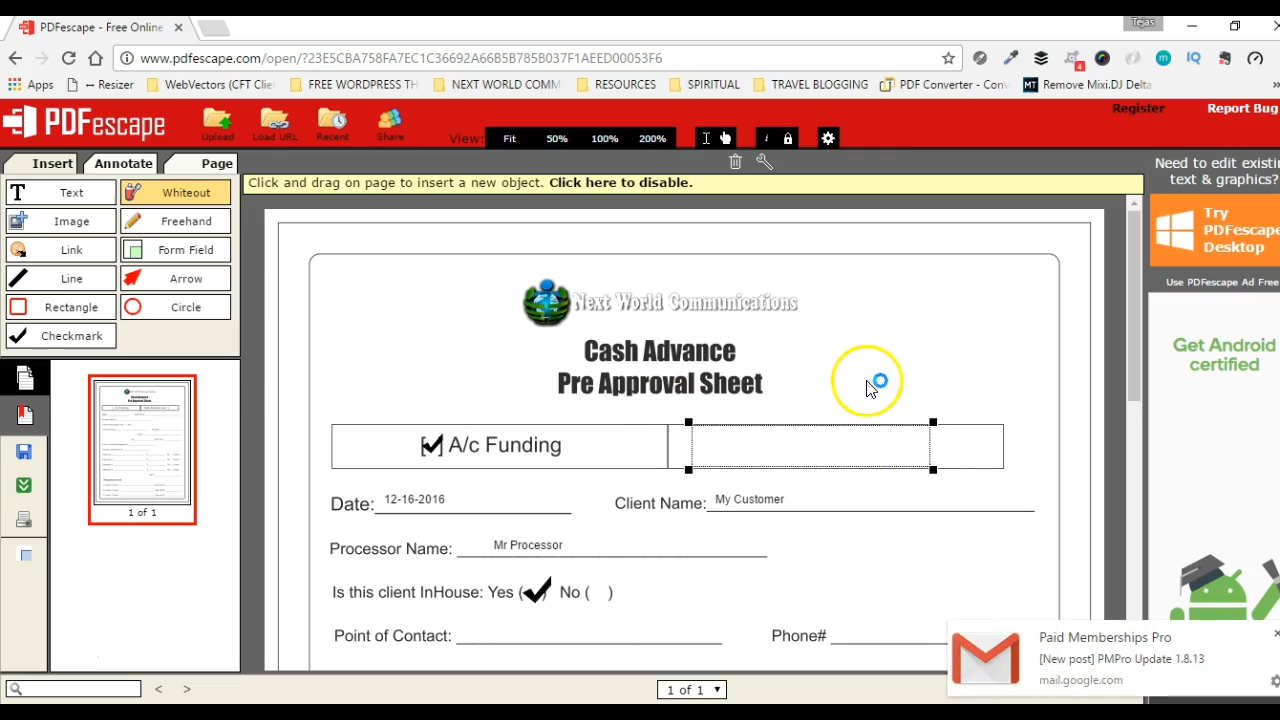 Tejas
PDFescape - Free Online
www.pdfescape.com/open/?23E5CBA7E8FA7EC1C36692A66B5B785B037F1AEED00053F6
Apps
Resizer
WebVectors (CFT Clien
FREE WORDPRESS TH
NEXT WORLD COMM
RESOURCES
SPIRITUAL
TRAVEL BLOGGING
PDF Converter - Conv
Remove Mixi.DJ Delta
PDFescape
Upload
Load URL
Recent
Share
View:
Fit
50%
100%
200%
Register
Report Bug
Insert
Annotate
Page
Click and drag on page to insert a new object. Click here to disable.
Text
Whiteout
Image
Freehand
Link
Form Field
Line
Arrow
Rectangle
Circle
Checkmark
1 of 1
Next World Communications
Cash Advance
Pre Approval Sheet
[ ] A/c Funding
Date: 12-16-2016
Client Name: My Customer
Processor Name: Mr Processor
Is this client InHouse: Yes ( ) No ( )
Point of Contact:
Phone#
Need to edit existin
text & graphics?
Try
PDFescape
Desktop
Use PDFescape Ad Free
Get Android
certified
Paid Memberships Pro
[New post] PMPro Update 1.8.13
mail.google.com
< >
1 of 1